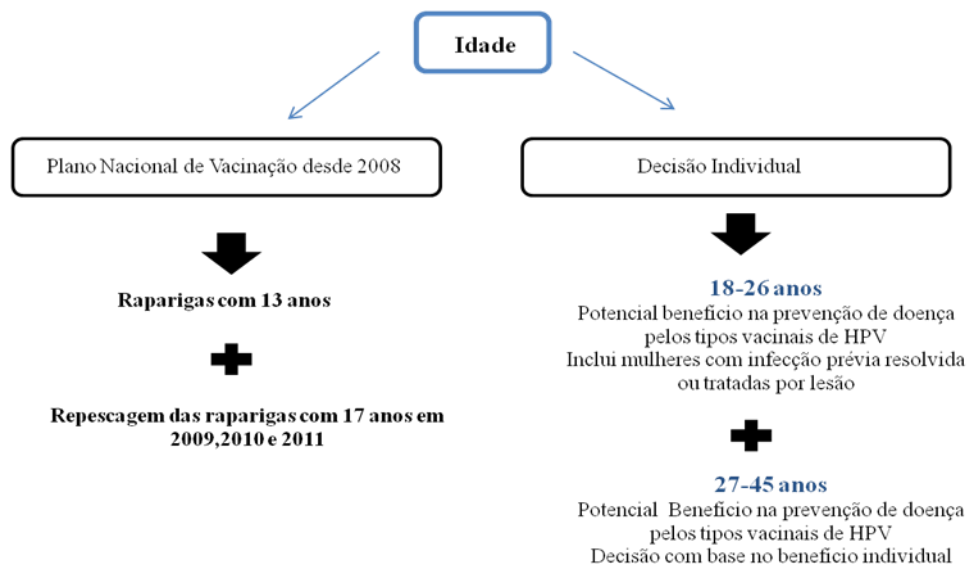 Idade
Plano Nacional de Vacinação desde 2008
Raparigas com 13 anos
Repescagem das raparigas com 17 anos em
2009,2010 e 2011
Decisão Individual
18-26 anos
Potencial benefício na prevenção de doença
pelos tipos vacinais de HPV
Inclui mulheres com infecção prévia resolvida
ou tratadas por lesão
27-45 anos
Potencial Benefício na prevenção de doença
pelos tipos vacinais de HPV
Decisão com base no benefício individual